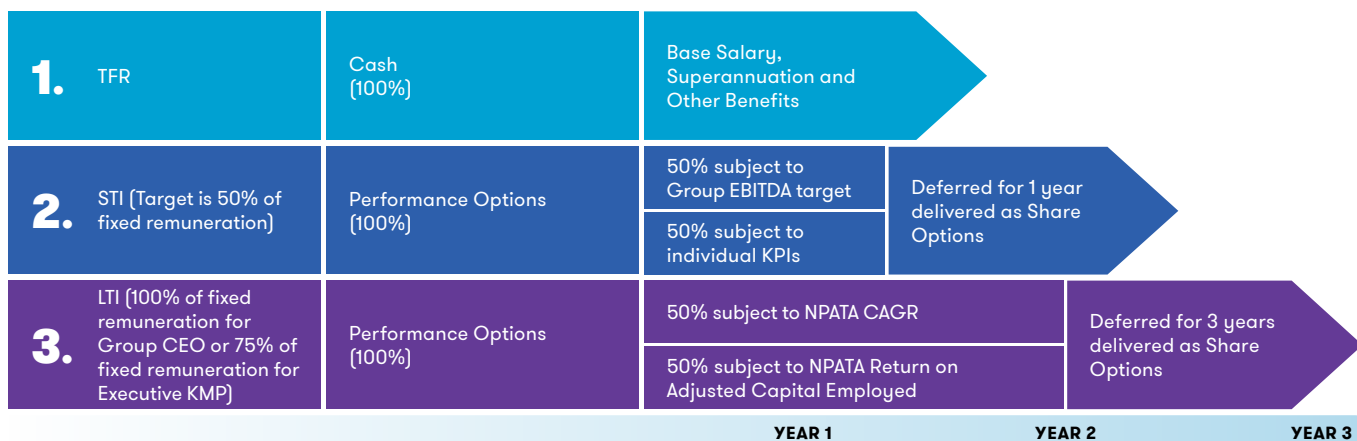 1.
TFR
Cash
(100%)
Base Salary,
Superannuation and
Other Benefits
2.
STI (Target is 50% of
fixed remuneration)
Performance Options
(100%)
50% subject to
Group EBITDA target
50% subject to
individual KPIs
Deferred for 1 year
delivered as Share
Options
3.
LTI (100% of fixed
remuneration for
Group CEO or 75% of
fixed remuneration for
Executive KMP)
Performance Options
(100%)
50% subject to NPATA CAGR
50% subject to NPATA Return on
Adjusted Capital Employed
Deferred for 3 years
delivered as Share
Options
YEAR 1
YEAR 2
YEAR 3